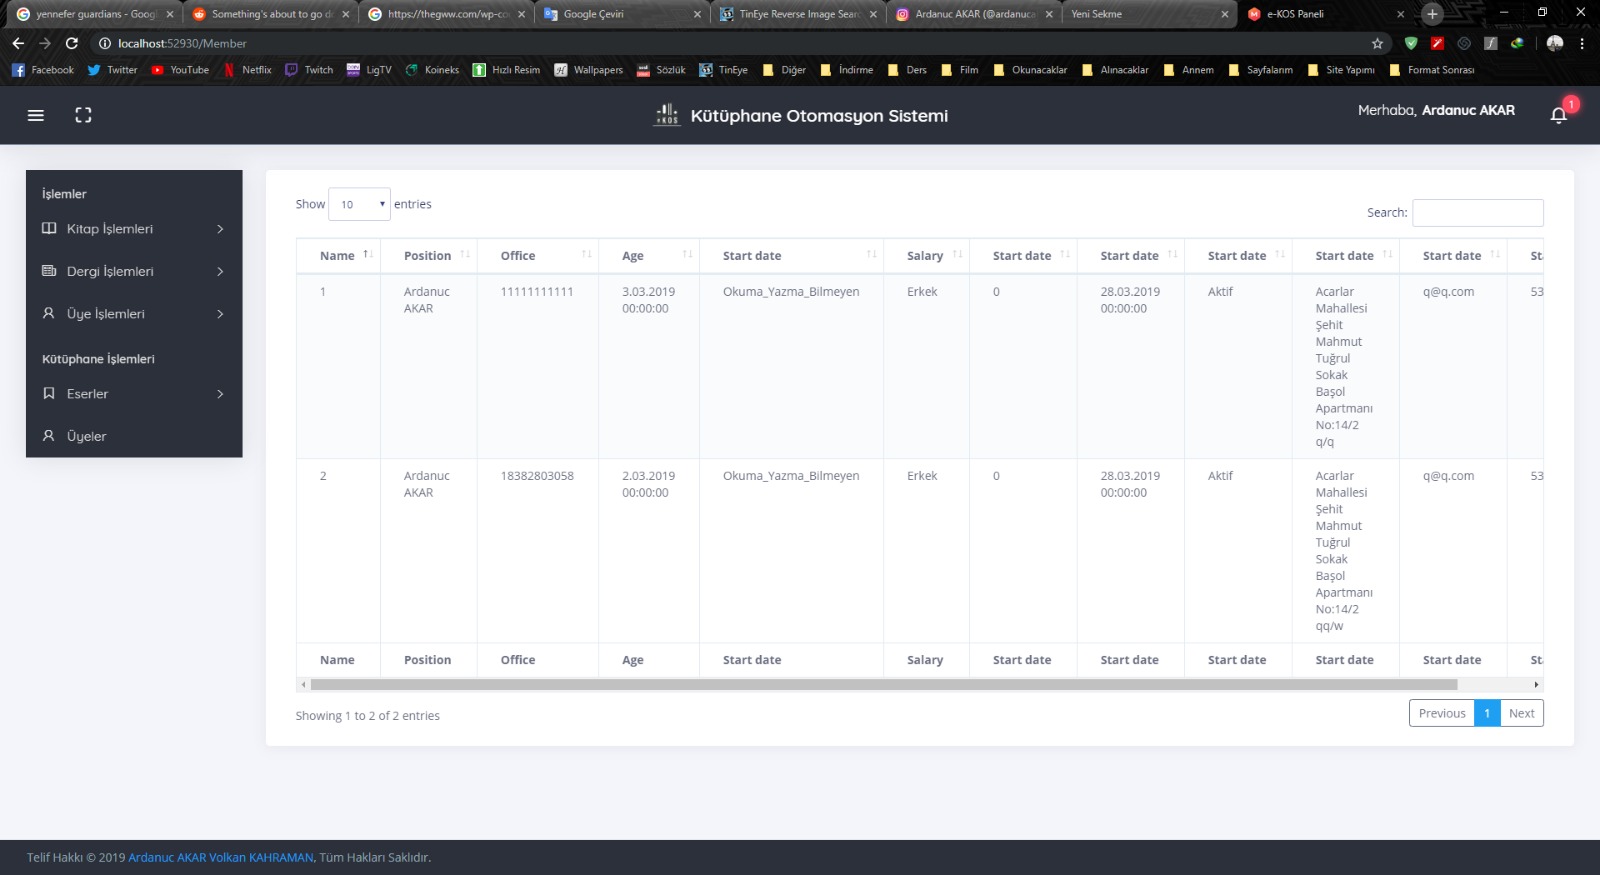 yennefer guardians - Googl
Something's about to go d
https://thegww.com/wp-co
Google Çeviri
TinEye Reverse Image Sear
Ardanuc AKAR (@ardanuca
Yeni Sekme
e-KOS Paneli
localhost:52930/Member
Facebook
Twitter
YouTube
Netflix
Twitch
LigTV
Koineks
Hızlı Resim
Wallpapers
Sözlük
TinEye
Diğer
İndirme
Ders
Film
Okunacaklar
Alınacaklar
Annem
Sayfalarım
Site Yapımı
Format Sonrası
Kütüphane Otomasyon Sistemi
Merhaba, Ardanuc AKAR
1
İşlemler
Kitap İşlemleri
Dergi İşlemleri
Üye İşlemleri
Kütüphane İşlemleri
Eserler
Üyeler
Show 10 entries
Search:
Name Position Office Age Start date Salary Start date Start date Start date Start date Start date Sta
1 Ardanuc 11111111111 3.03.2019 Okuma_Yazma_Bilmeyen Erkek 0 28.03.2019 Aktif Acarlar q@q.com 53
AKAR 00:00:00 00:00:00 Mahallesi
Şehit
Mahmut
Tuğrul
Sokak
Başol
Apartmanı
No:14/2
q/q
2 Ardanuc 18382803058 2.03.2019 Okuma_Yazma_Bilmeyen Erkek 0 28.03.2019 Aktif Acarlar q@q.com 53
AKAR 00:00:00 00:00:00 Mahallesi
Şehit
Mahmut
Tuğrul
Sokak
Başol
Apartmanı
No:14/2
qq/w
Name Position Office Age Start date Salary Start date Start date Start date Start date Start date Sta
Showing 1 to 2 of 2 entries
Previous 1 Next
Telif Hakkı © 2019 Ardanuc AKAR Volkan KAHRAMAN, Tüm Hakları Saklıdır.